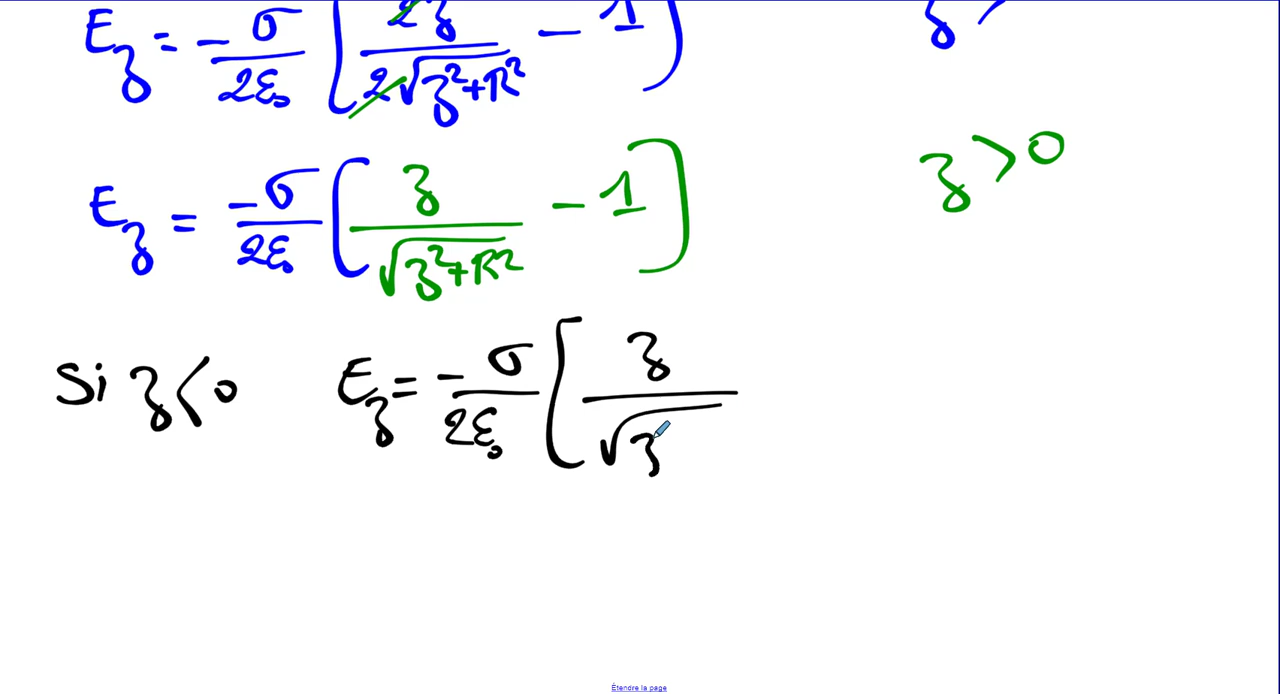 E_z = -σ/2ε₀ [2z/2√(z²+R²) - 1]
z >
E_z = -σ/2ε₀ [z/√(z²+R²) - 1]
z > 0
Si z < 0 E_z = -σ/2ε₀ [z/√z
Étendre la page